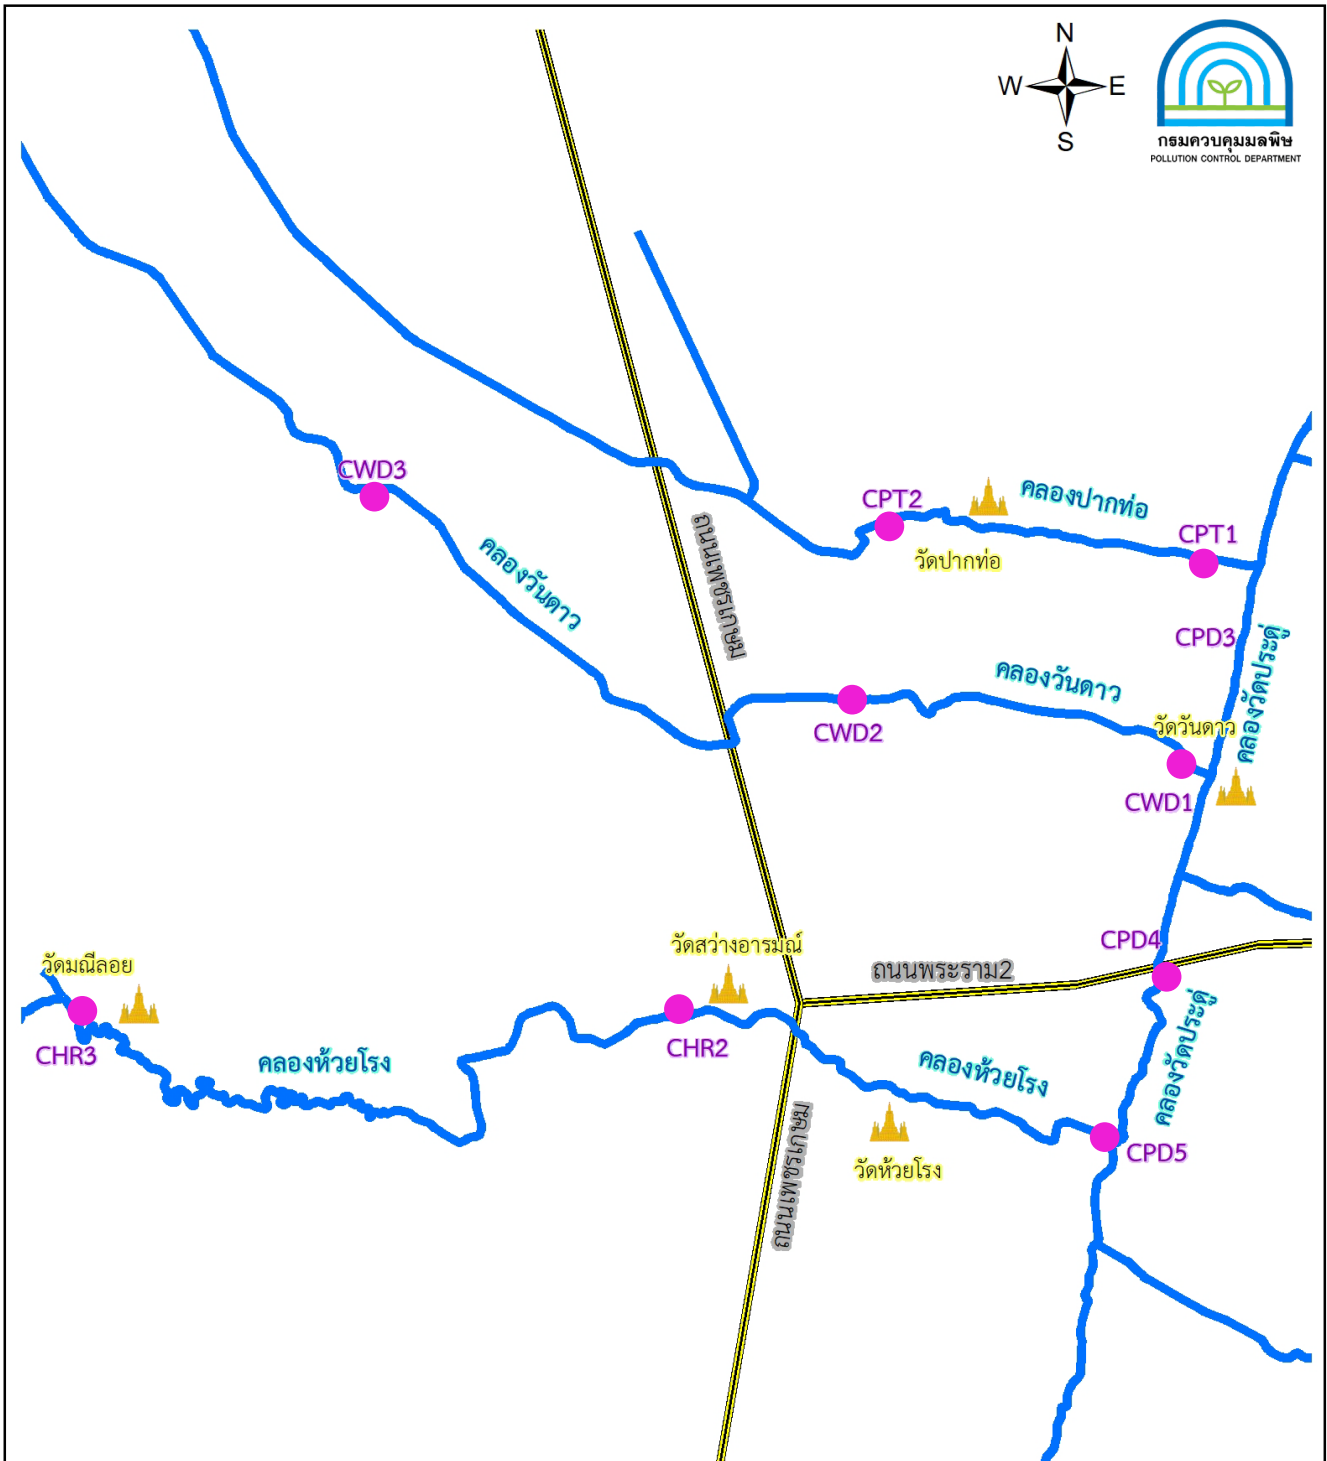 N
W
E
S
กรมควบคุมมลพิษ
POLLUTION CONTROL DEPARTMENT
CWD3
CPT2
คลองปากท่อ
CPT1
วัดปากท่อ
ถนนเพชรเกษม
คลองวันดาว
CPD3
คลองวัดประดู่
คลองวันดาว
CWD2
วัดวันดาว
CWD1
CPD4
วัดสว่างอารมณ์
วัดมณีลอย
ถนนพระราม2
CHR3
CHR2
คลองห้วยโรง
คลองห้วยโรง
คลองวัดประดู่
ถนนเพชรเกษม
วัดห้วยโรง
CPD5